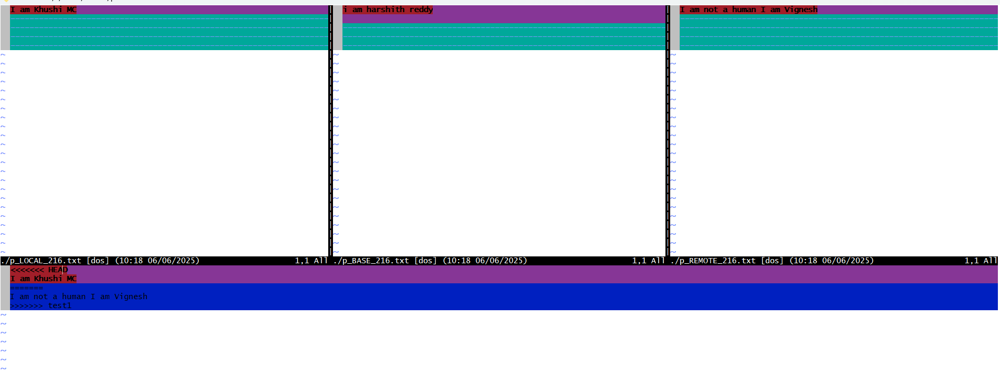 I am Khushi MC
i am harshith reddy
I am not a human I am Vignesh
./p_LOCAL_216.txt [dos] (10:18 06/06/2025) 1,1 All
./p_BASE_216.txt [dos] (10:18 06/06/2025) 1,1 All
./p_REMOTE_216.txt [dos] (10:18 06/06/2025) 1,1 All
<<<<<<< HEAD
I am Khushi MC
=======
I am not a human I am Vignesh
>>>>>>> test1